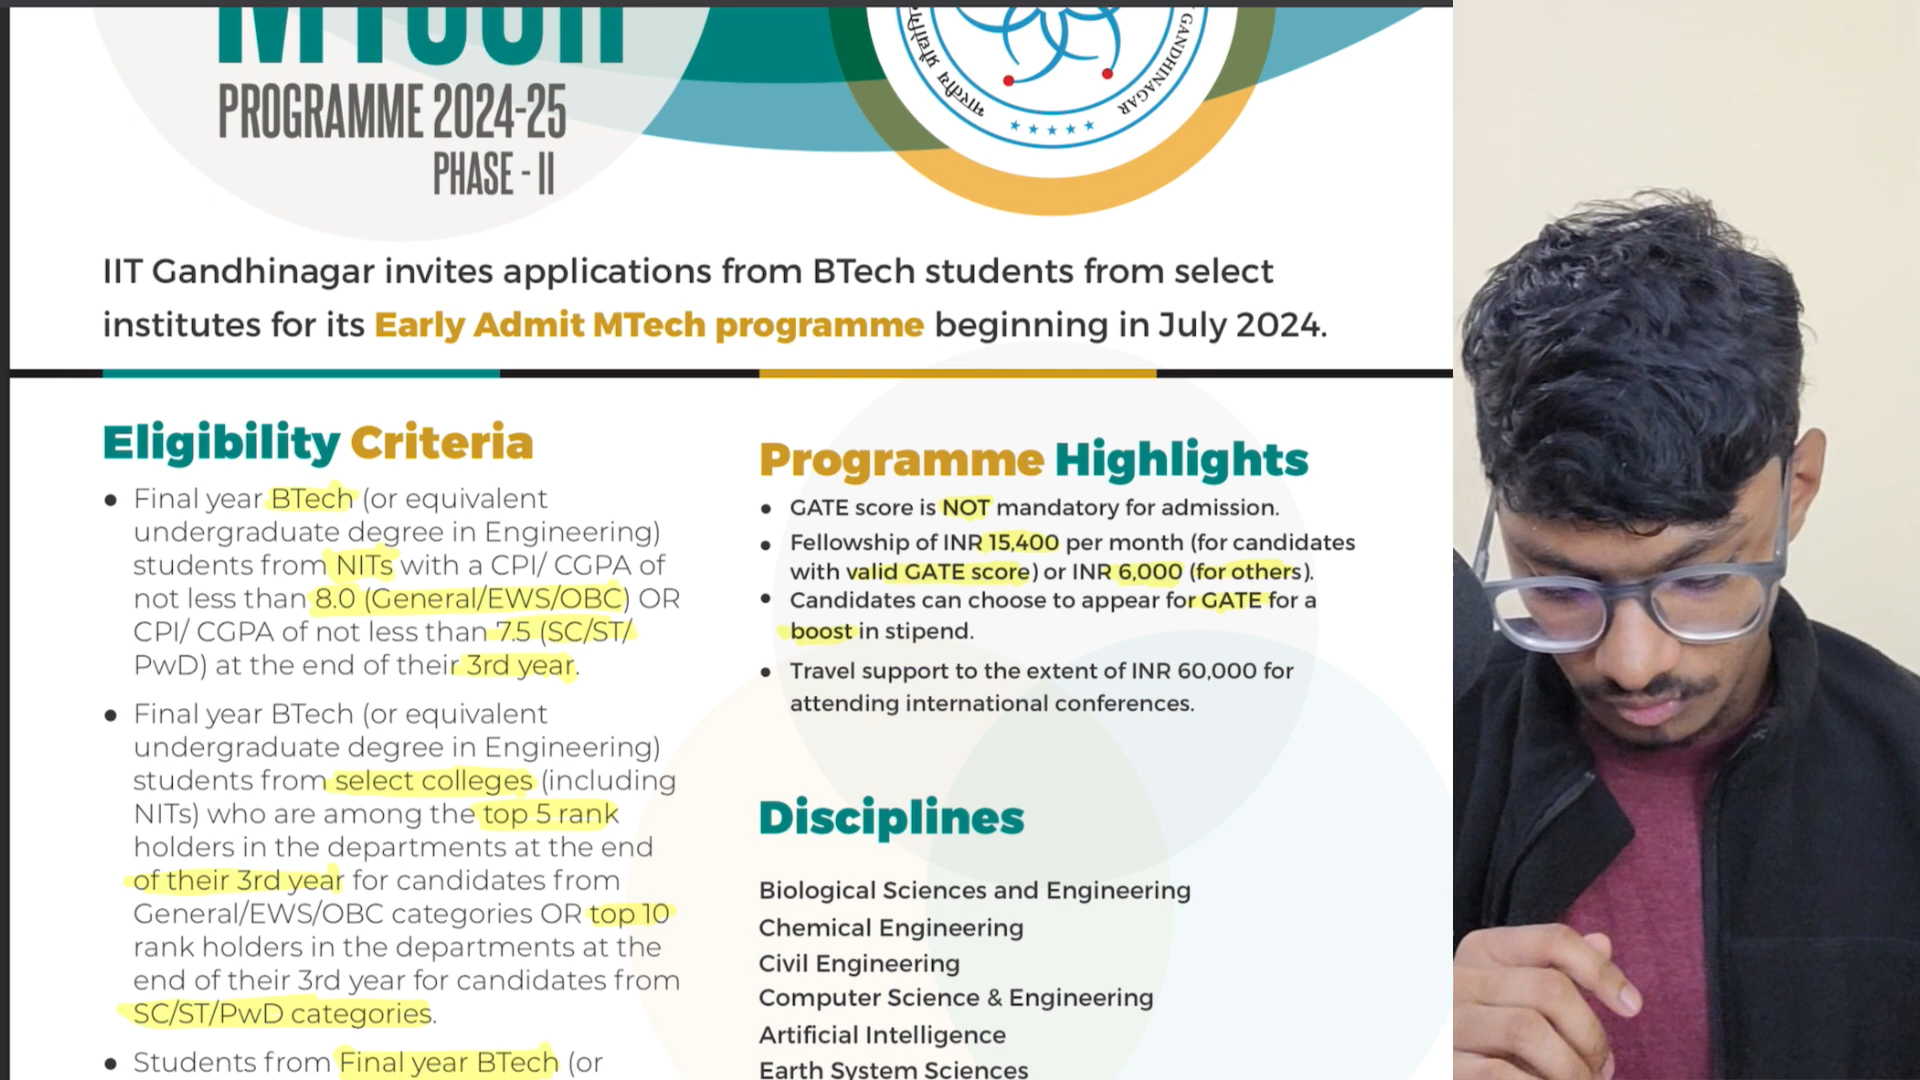 MTech
PROGRAMME 2024-25
PHASE - II
भारतीय
GANDHINAGAR
IIT Gandhinagar invites applications from BTech students from select
institutes for its Early Admit MTech programme beginning in July 2024.
Eligibility Criteria
● Final year BTech (or equivalent
undergraduate degree in Engineering)
students from NITs with a CPI/ CGPA of
not less than 8.0 (General/EWS/OBC) OR
CPI/ CGPA of not less than 7.5 (SC/ST/
PwD) at the end of their 3rd year.
● Final year BTech (or equivalent
undergraduate degree in Engineering)
students from select colleges (including
NITs) who are among the top 5 rank
holders in the departments at the end
of their 3rd year for candidates from
General/EWS/OBC categories OR top 10
rank holders in the departments at the
end of their 3rd year for candidates from
SC/ST/PwD categories.
● Students from Final year BTech (or
Programme Highlights
● GATE score is NOT mandatory for admission.
● Fellowship of INR 15,400 per month (for candidates
with valid GATE score) or INR 6,000 (for others).
● Candidates can choose to appear for GATE for a
boost in stipend.
● Travel support to the extent of INR 60,000 for
attending international conferences.
Disciplines
Biological Sciences and Engineering
Chemical Engineering
Civil Engineering
Computer Science & Engineering
Artificial Intelligence
Earth System Sciences